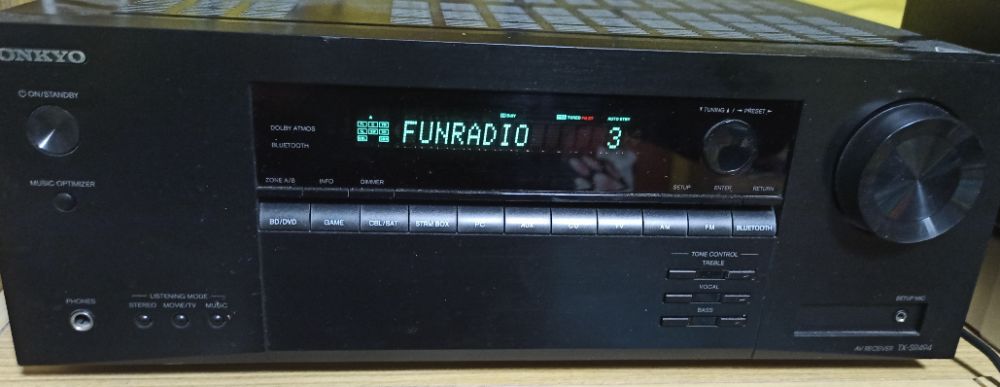 ONKYO
ON/STANDBY
MUSIC OPTIMIZER
DOLBY ATMOS
BLUETOOTH
FUNRADIO 3
AUTO STBY
TUNING / PRESET
ZONE A/B INFO DIMMER
SETUP ENTER RETURN
BD/DVD GAME CBL/SAT STRM BOX PC AUX CD TV AM FM BLUETOOTH
TONE CONTROL
TREBLE
VOCAL
BASS
PHONES
LISTENING MODE
STEREO MOVIE/TV MUSIC
SETUP MIC
AV RECEIVER TX-SR494